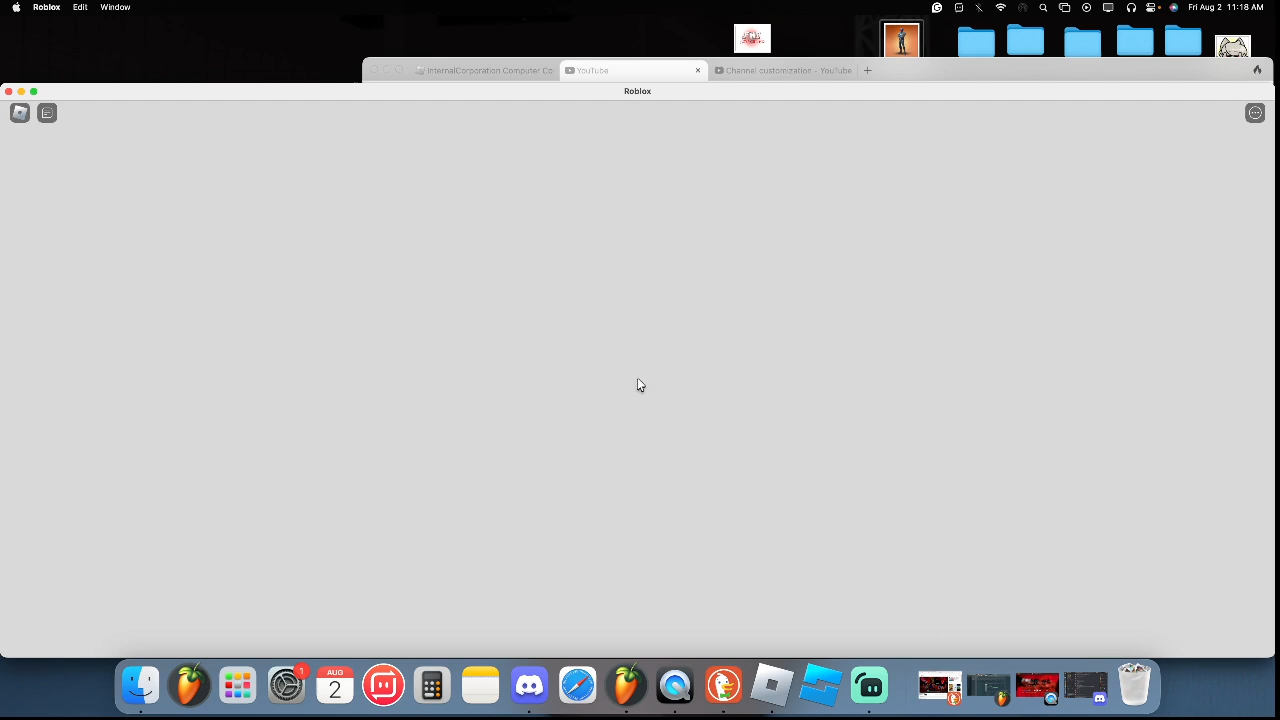 Roblox Edit Window Fri Aug 2 11:18 AM
InternalCorporation Computer Co YouTube Channel customization - YouTube
Roblox
1
AUG
2